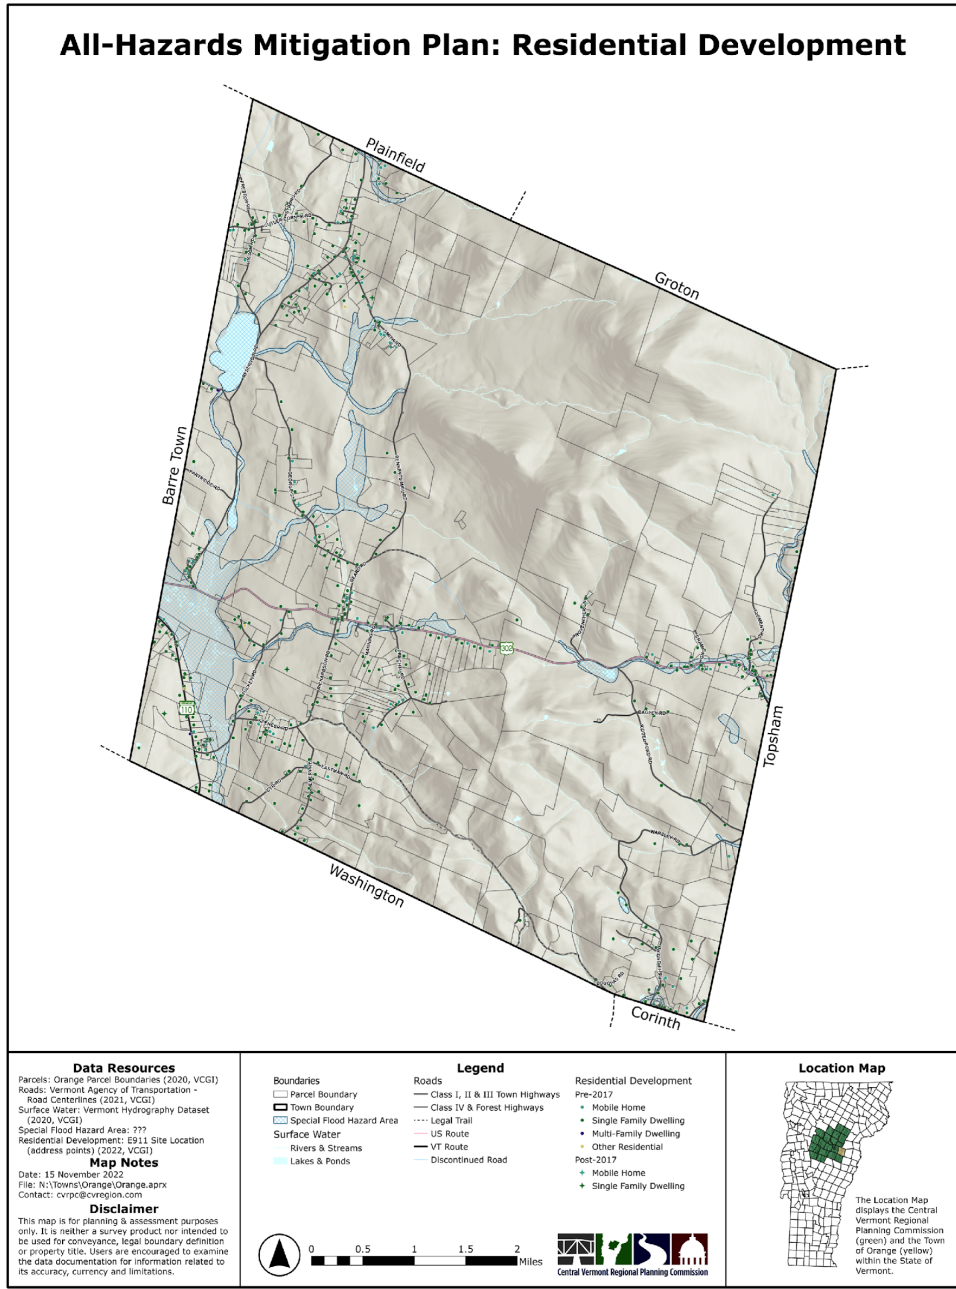 All-Hazards Mitigation Plan: Residential Development
Plainfield
Groton
Barre Town
302
110
Topsham
Washington
Corinth
Data Resources
Parcels: Orange Parcel Boundaries (2020, VCGI)
Roads: Vermont Agency of Transportation -
Road Centerlines (2021, VCGI)
Surface Water: Vermont Hydrography Dataset
(2020, VCGI)
Special Flood Hazard Area: ???
Residential Development: E911 Site Location
(address points) (2022, VCGI)
Map Notes
Date: 15 November 2022
File: N:\Towns\Orange\Orange.aprx
Contact: cvrpc@cvregion.com
Disclaimer
This map is for planning & assessment purposes
only. It is neither a survey product nor intended to
be used for conveyance, legal boundary definition
or property title. Users are encouraged to examine
the data documentation for information related to
its accuracy, currency and limitations.
Legend
Boundaries
Parcel Boundary
Town Boundary
Special Flood Hazard Area
Surface Water
Rivers & Streams
Lakes & Ponds
Roads
Class I, II & III Town Highways
Class IV & Forest Highways
Legal Trail
US Route
VT Route
Discontinued Road
Residential Development
Pre-2017
Mobile Home
Single Family Dwelling
Multi-Family Dwelling
Other Residential
Post-2017
Mobile Home
Single Family Dwelling
0 0.5 1 1.5 2
Miles
Central Vermont Regional Planning Commission
Location Map
The Location Map
displays the Central
Vermont Regional
Planning Commission
(green) and the Town
of Orange (yellow)
within the State of
Vermont.